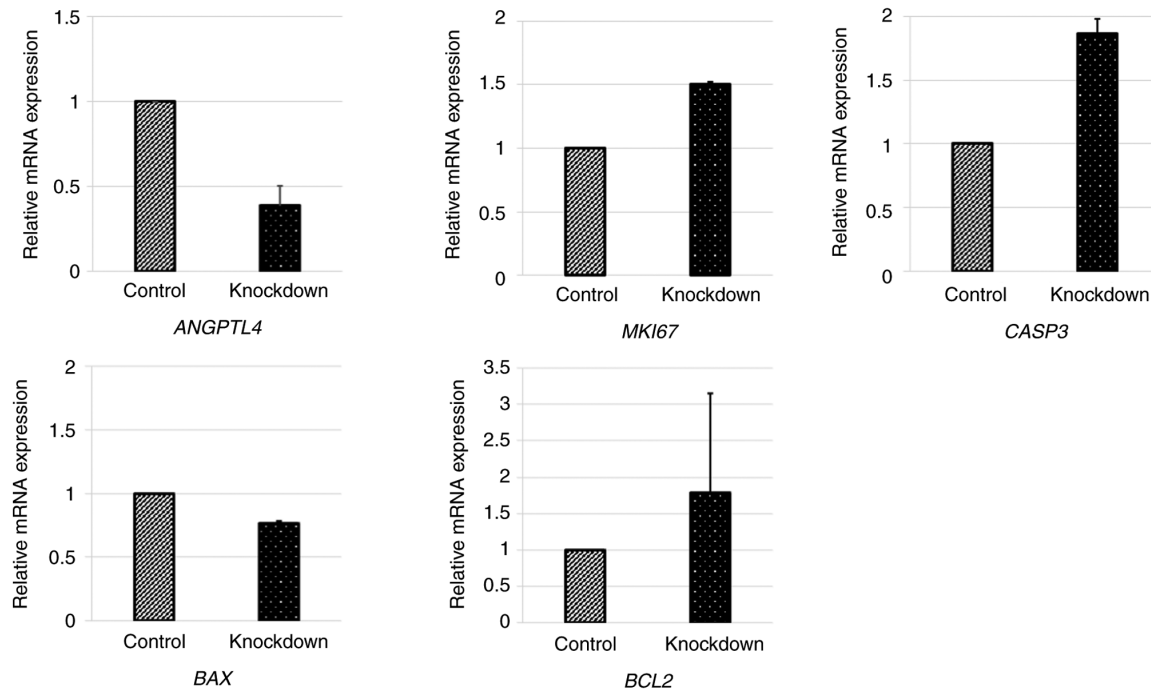 Relative mRNA expression
1.5
1
0.5
0
Control Knockdown
ANGPTL4
Relative mRNA expression
2
1.5
1
0.5
0
Control Knockdown
MKI67
Relative mRNA expression
2
1.5
1
0.5
0
Control Knockdown
CASP3
Relative mRNA expression
2
1.5
1
0.5
0
Control Knockdown
BAX
Relative mRNA expression
3.5
3
2.5
2
1.5
1
0.5
0
Control Knockdown
BCL2